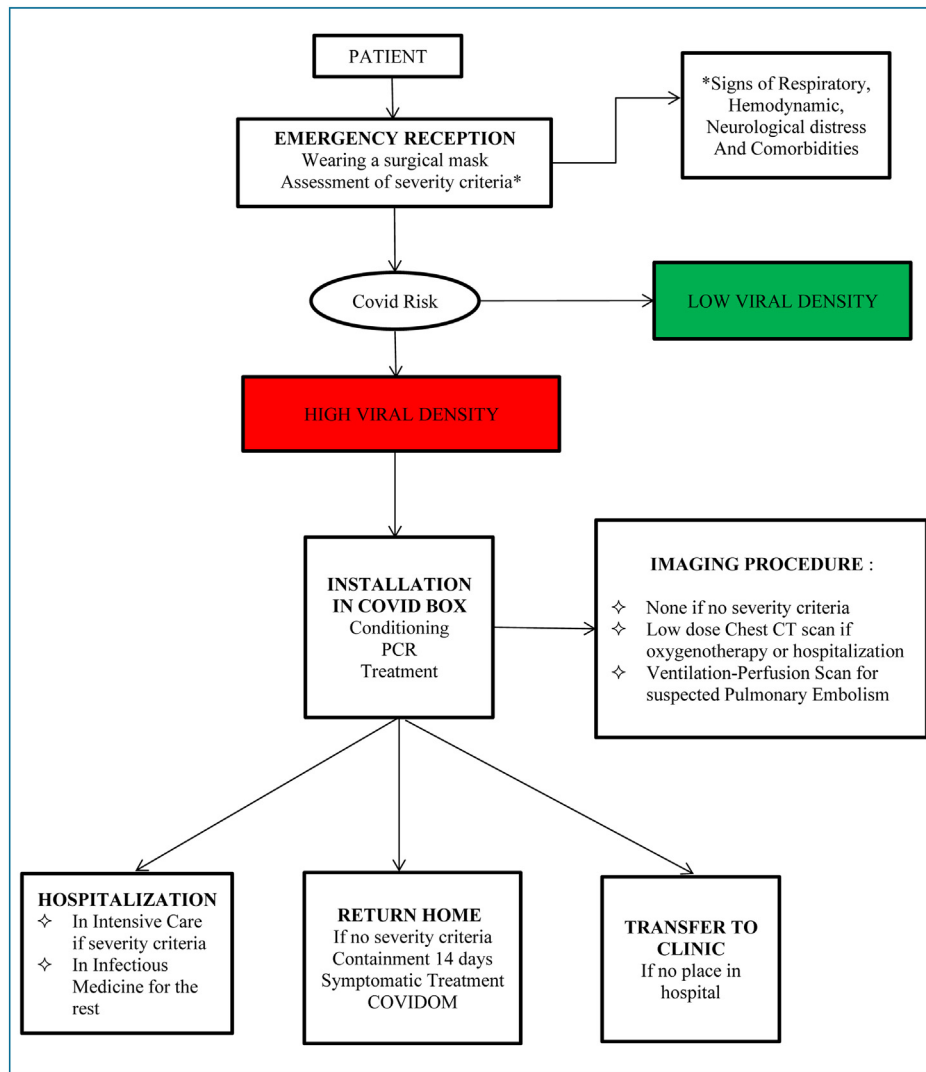 PATIENT
EMERGENCY RECEPTION
Wearing a surgical mask
Assessment of severity criteria*
*Signs of Respiratory,
Hemodynamic,
Neurological distress
And Comorbidities
Covid Risk
LOW VIRAL DENSITY
HIGH VIRAL DENSITY
INSTALLATION
IN COVID BOX
Conditioning
PCR
Treatment
IMAGING PROCEDURE :
✧ None if no severity criteria
✧ Low dose Chest CT scan if
oxygenotherapy or hospitalization
✧ Ventilation-Perfusion Scan for
suspected Pulmonary Embolism
HOSPITALIZATION
✧ In Intensive Care
if severity criteria
✧ In Infectious
Medicine for the
rest
RETURN HOME
If no severity criteria
Containment 14 days
Symptomatic Treatment
COVIDOM
TRANSFER TO
CLINIC
If no place in
hospital